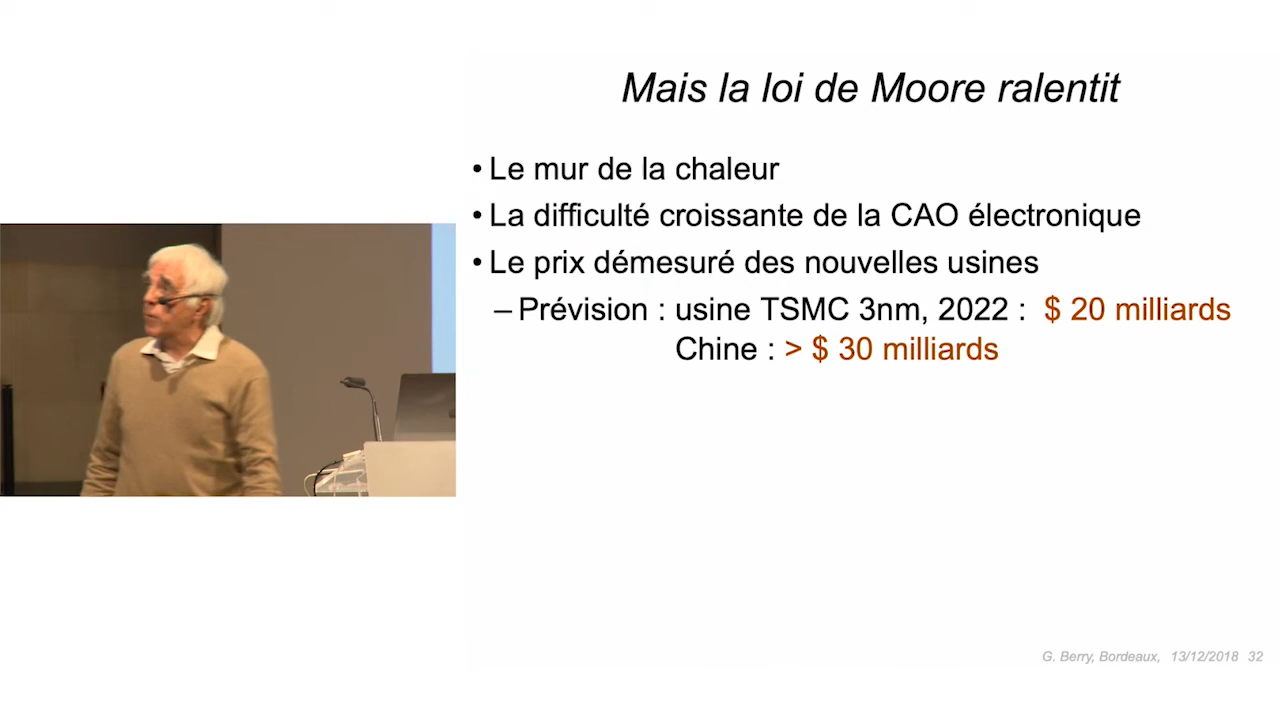 Mais la loi de Moore ralentit
• Le mur de la chaleur
• La difficulté croissante de la CAO électronique
• Le prix démesuré des nouvelles usines
– Prévision : usine TSMC 3nm, 2022 : $ 20 milliards
Chine : > $ 30 milliards
G. Berry, Bordeaux, 13/12/2018 32